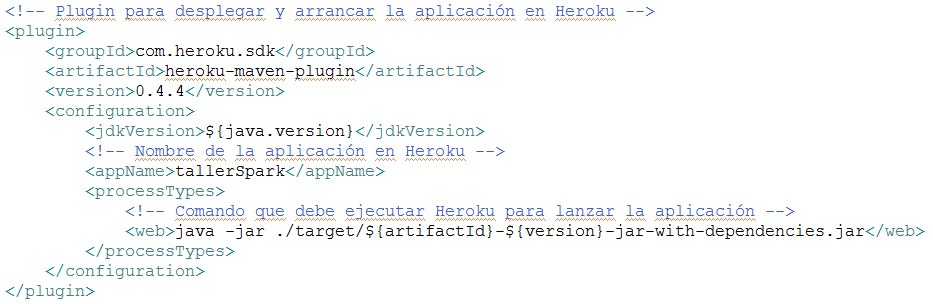 <!-- Plugin para desplegar y arrancar la aplicación en Heroku -->
<plugin>
<groupId>com.heroku.sdk</groupId>
<artifactId>heroku-maven-plugin</artifactId>
<version>0.4.4</version>
<configuration>
<jdkVersion>${java.version}</jdkVersion>
<!-- Nombre de la aplicación en Heroku -->
<appName>tallerSpark</appName>
<processTypes>
<!-- Comando que debe ejecutar Heroku para lanzar la aplicación -->
<web>java -jar ./target/${artifactId}-${version}-jar-with-dependencies.jar</web>
</processTypes>
</configuration>
</plugin>